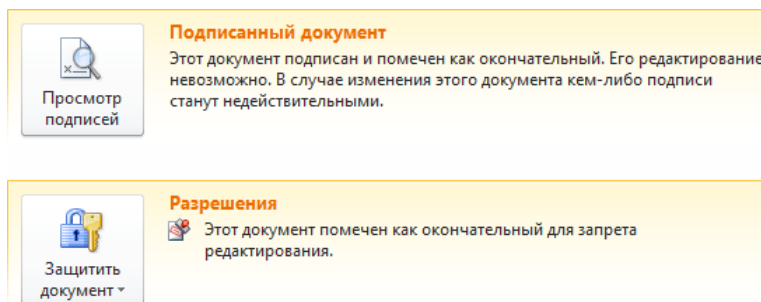 Подписанный документ
Этот документ подписан и помечен как окончательный. Его редактирование
невозможно. В случае изменения этого документа кем-либо подписи
станут недействительными.
Просмотр
подписей
Разрешения
Этот документ помечен как окончательный для запрета
редактирования.
Защитить
документ